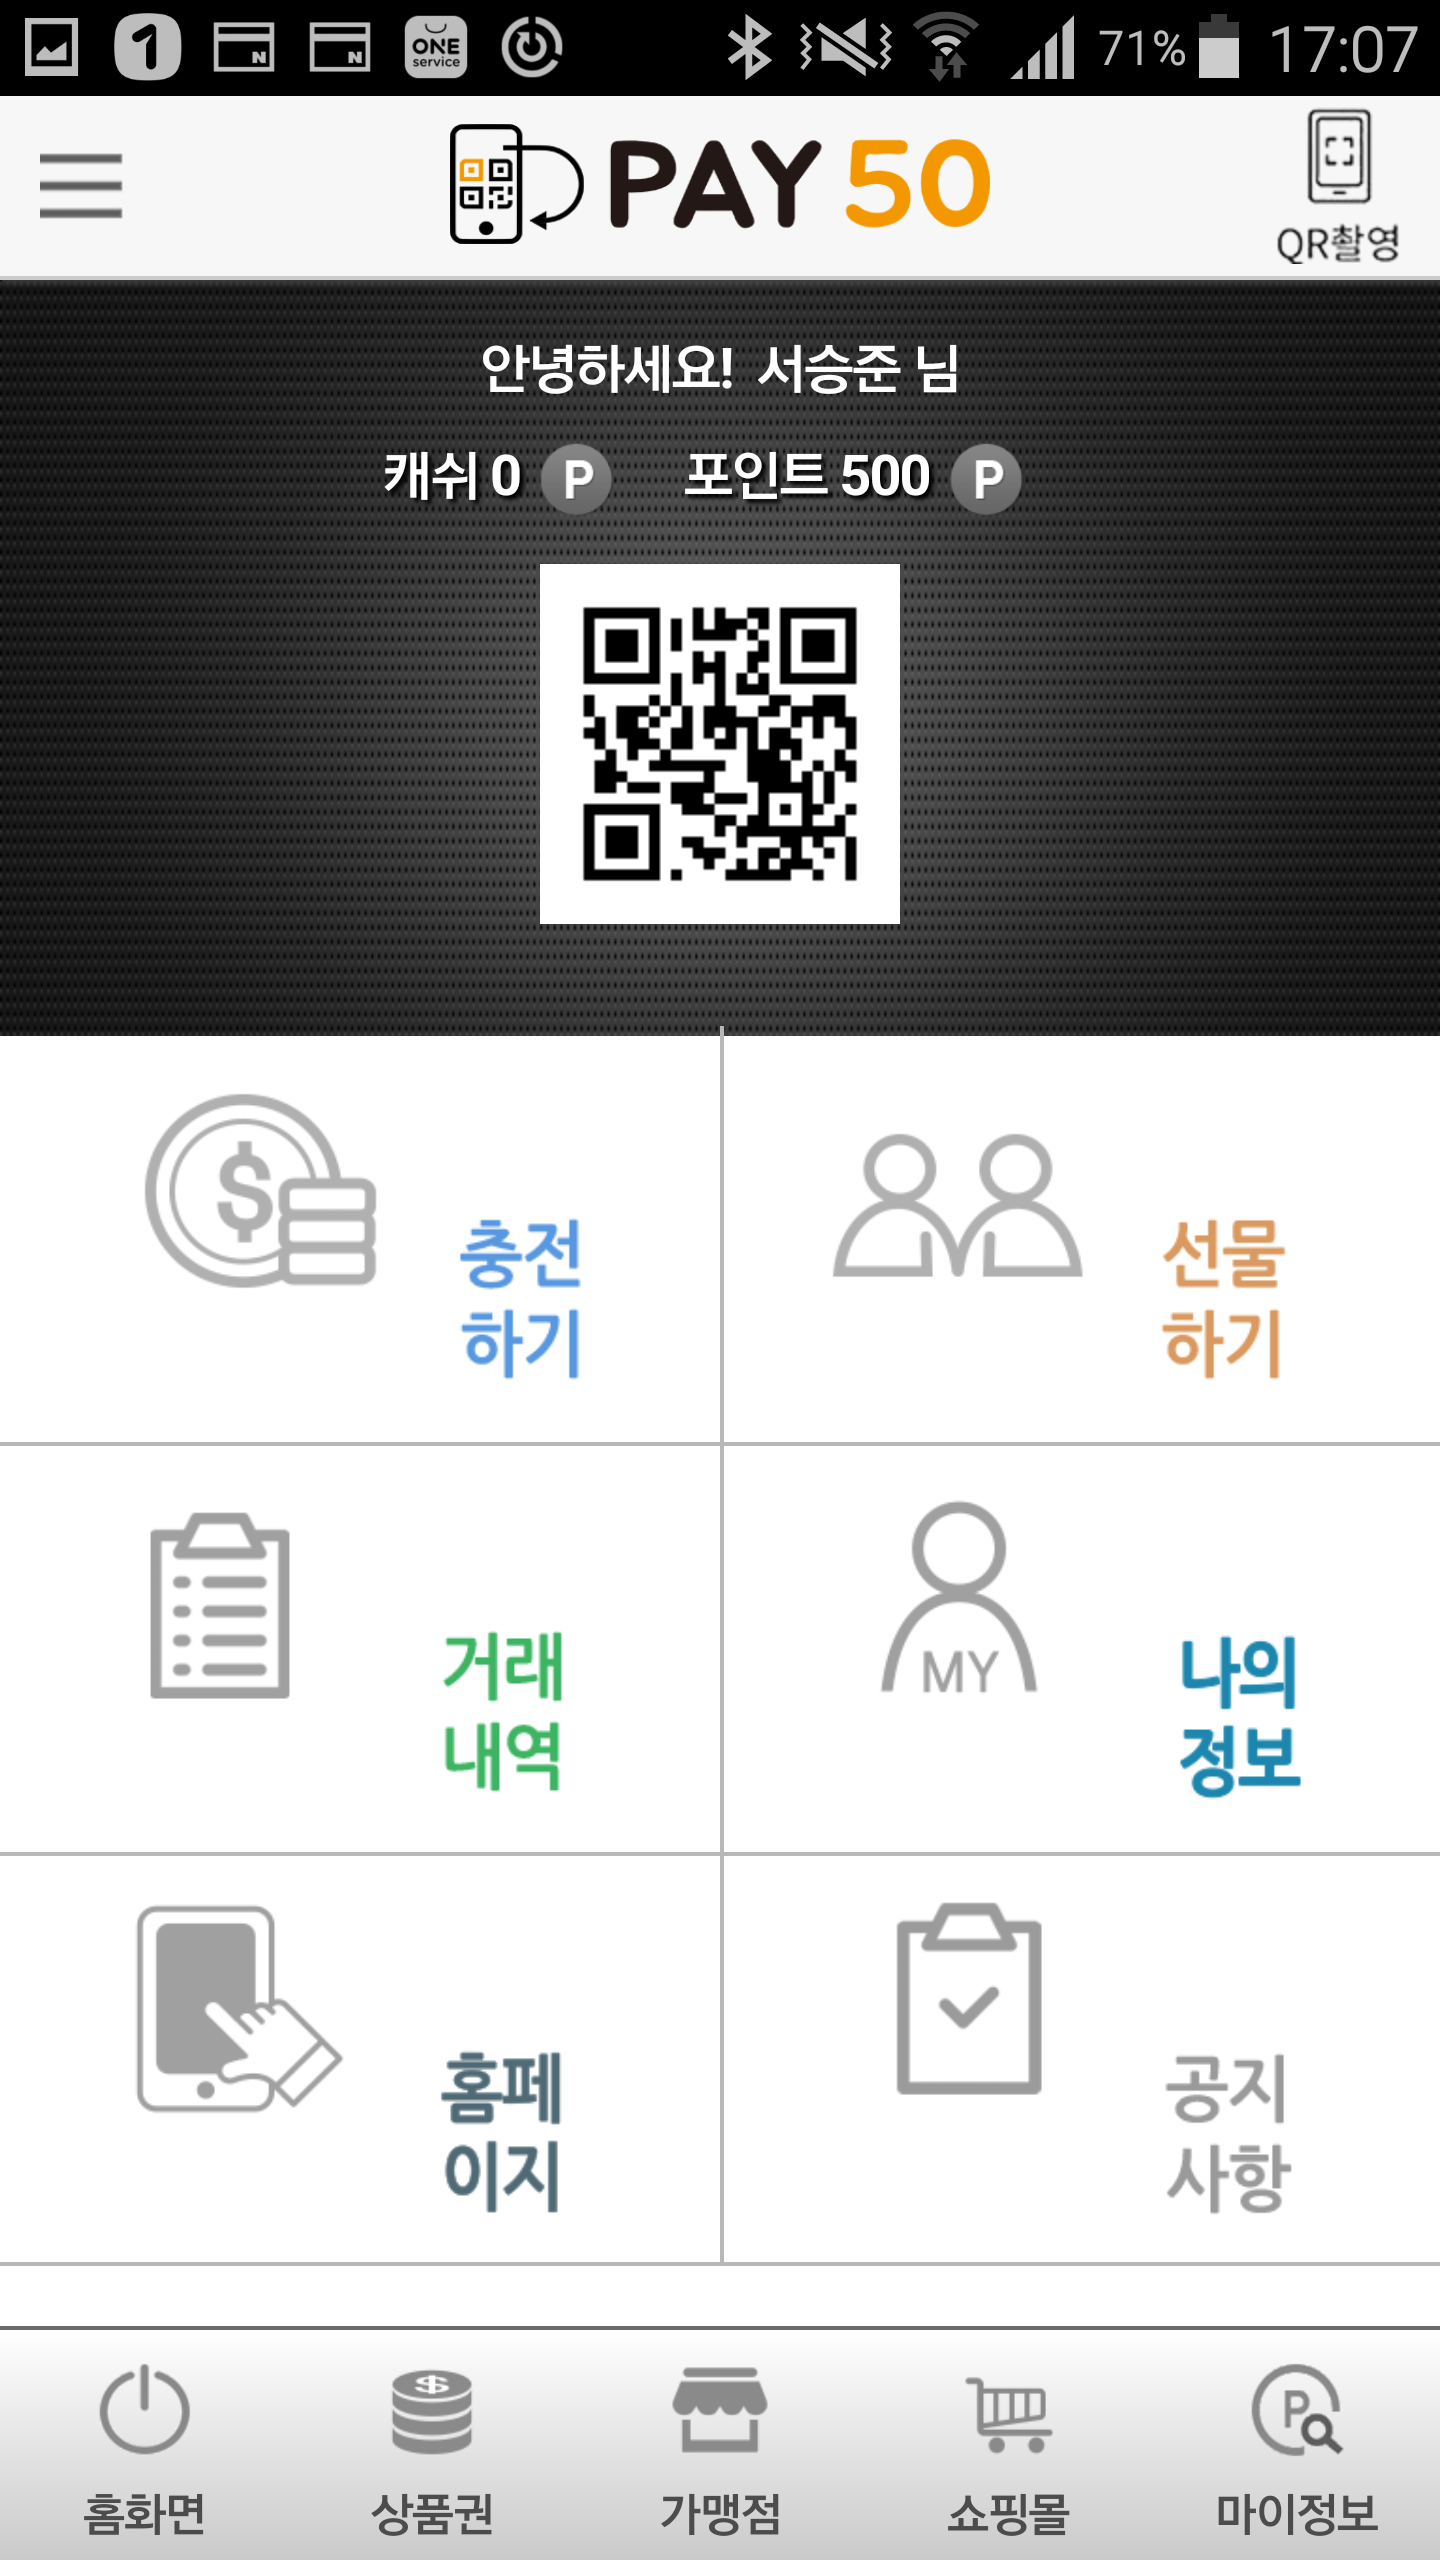 ONE
service
71%
17:07
PAY 50
QR촬영
안녕하세요! 서승준 님
캐쉬 0 P 포인트 500 P
충전
하기
선물
하기
거래
내역
MY
나의
정보
홈페
이지
공지
사항
홈화면
상품권
가맹점
쇼핑몰
마이정보